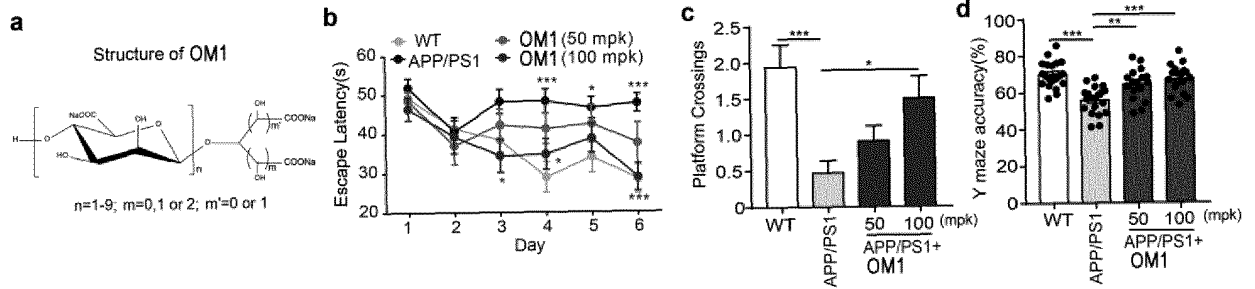 a
Structure of OM1
NaOOC
OH
HO
H
O
O
O
n
OH
m'
COONa
m
COONa
OH
n=1-9; m=0,1 or 2; m'=0 or 1
b
WT
APP/PS1
OM1 (50 mpk)
OM1 (100 mpk)
Escape Latency(s)
60
50
40
30
20
***
*
***
*
*
***
1 2 3 4 5 6
Day
c
***
*
Platform Crossings
2.5
2.0
1.5
1.0
0.5
0
WT
APP/PS1
50 100 (mpk)
APP/PS1+
OM1
d
***
**
***
Y maze accuracy(%)
100
80
60
40
20
0
WT
APP/PS1
50 100 (mpk)
APP/PS1+
OM1